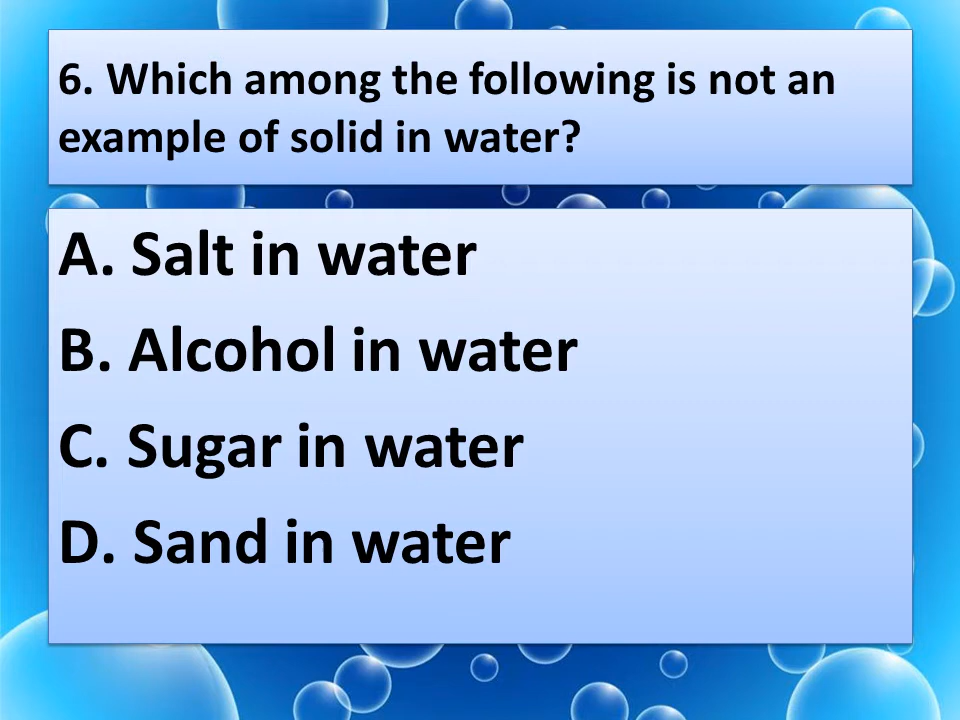 6. Which among the following is not an
example of solid in water?
A. Salt in water
B. Alcohol in water
C. Sugar in water
D. Sand in water